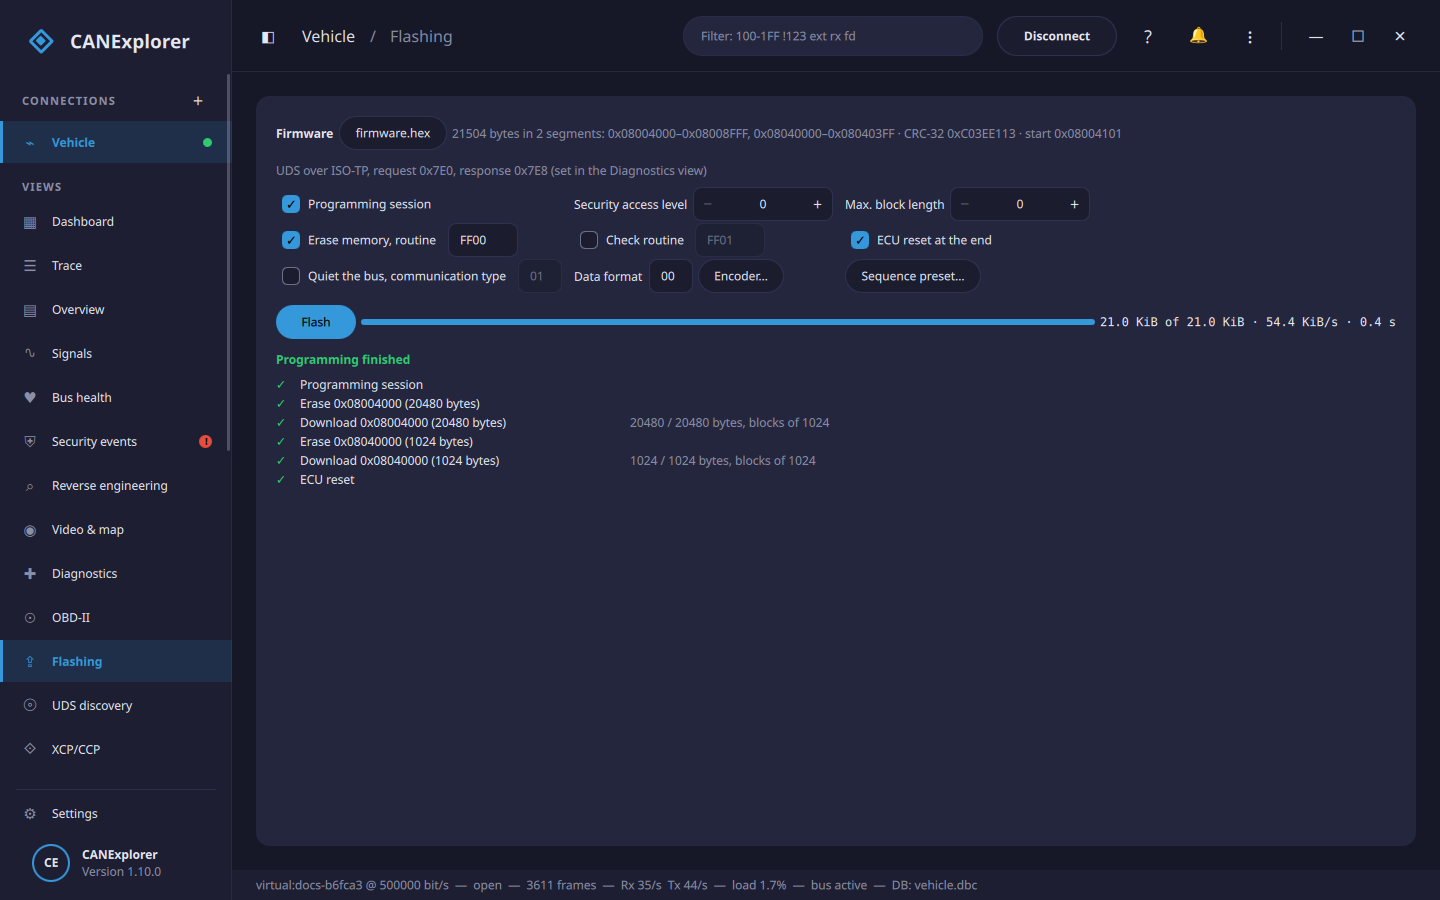 CANExplorer
CONNECTIONS +
Vehicle
VIEWS
Dashboard
Trace
Overview
Signals
Bus health
Security events !
Reverse engineering
Video & map
Diagnostics
OBD-II
Flashing
UDS discovery
XCP/CCP
Settings
CE CANExplorer
Version 1.10.0
Vehicle / Flashing
Filter: 100-1FF !123 ext rx fd
Disconnect
?
Firmware firmware.hex 21504 bytes in 2 segments: 0x08004000–0x08008FFF, 0x08040000–0x080403FF · CRC-32 0xC03EE113 · start 0x08004101
UDS over ISO-TP, request 0x7E0, response 0x7E8 (set in the Diagnostics view)
✓ Programming session Security access level − 0 + Max. block length − 0 +
✓ Erase memory, routine FF00 Check routine FF01 ✓ ECU reset at the end
Quiet the bus, communication type 01 Data format 00 Encoder... Sequence preset...
Flash 21.0 KiB of 21.0 KiB · 54.4 KiB/s · 0.4 s
Programming finished
✓ Programming session
✓ Erase 0x08004000 (20480 bytes)
✓ Download 0x08004000 (20480 bytes) 20480 / 20480 bytes, blocks of 1024
✓ Erase 0x08040000 (1024 bytes)
✓ Download 0x08040000 (1024 bytes) 1024 / 1024 bytes, blocks of 1024
✓ ECU reset
virtual:docs-b6fca3 @ 500000 bit/s — open — 3611 frames — Rx 35/s Tx 44/s — load 1.7% — bus active — DB: vehicle.dbc